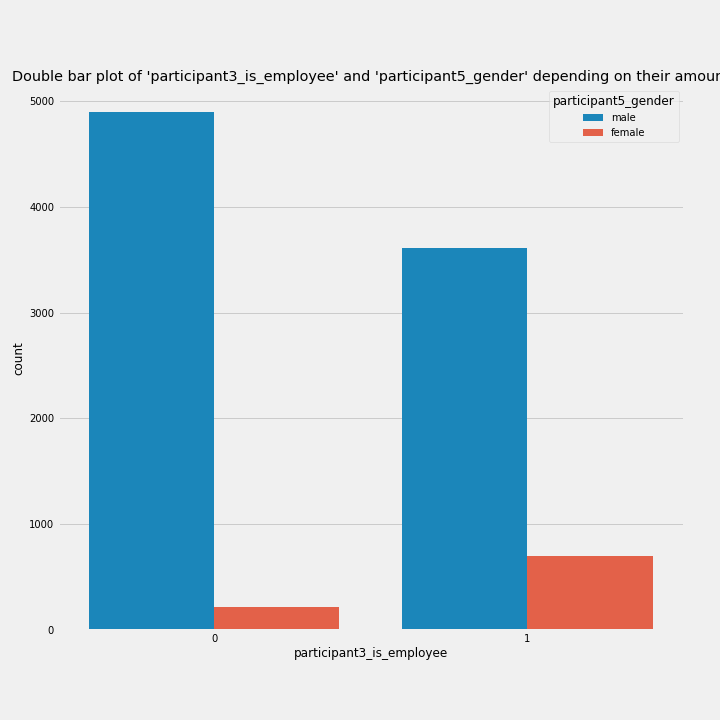 Double bar plot of 'participant3_is_employee' and 'participant5_gender' depending on their amour
participant5_gender
male
female
5000
4000
3000
2000
1000
0
count
0 1
participant3_is_employee